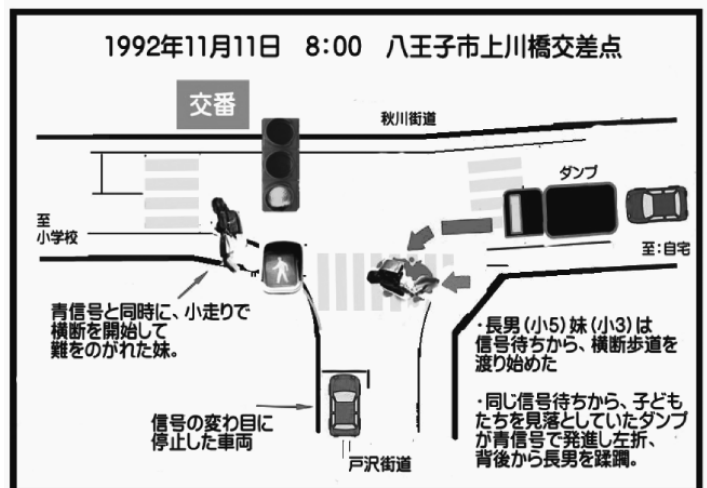 1992年11月11日 8:00 八王子市上川橋交差点
交番
秋川街道
ダンプ
至
小学校
至:自宅
青信号と同時に、小走りで
横断を開始して
難をのがれた妹。
・長男(小5)妹(小3)は
信号待ちから、横断歩道を
渡り始めた
・同じ信号待ちから、子ども
たちを見落としていたダンプ
が青信号で発進し左折、
背後から長男を蹂躙。
信号の変わり目に
停止した車両
戸沢街道